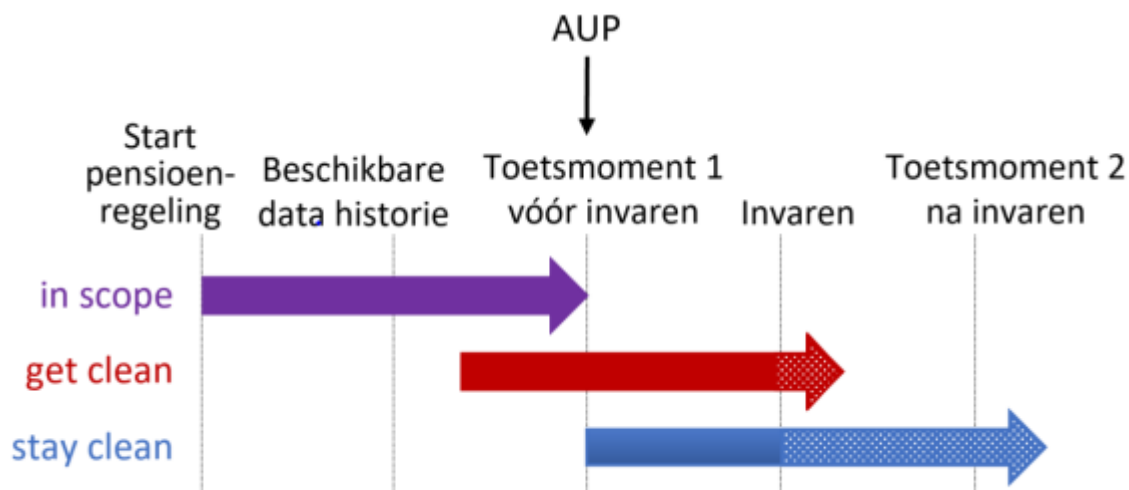 AUP
Start
pensioen-
regeling
Beschikbare
data historie
Toetsmoment 1
vóór invaren
Invaren
Toetsmoment 2
na invaren
in scope
get clean
stay clean